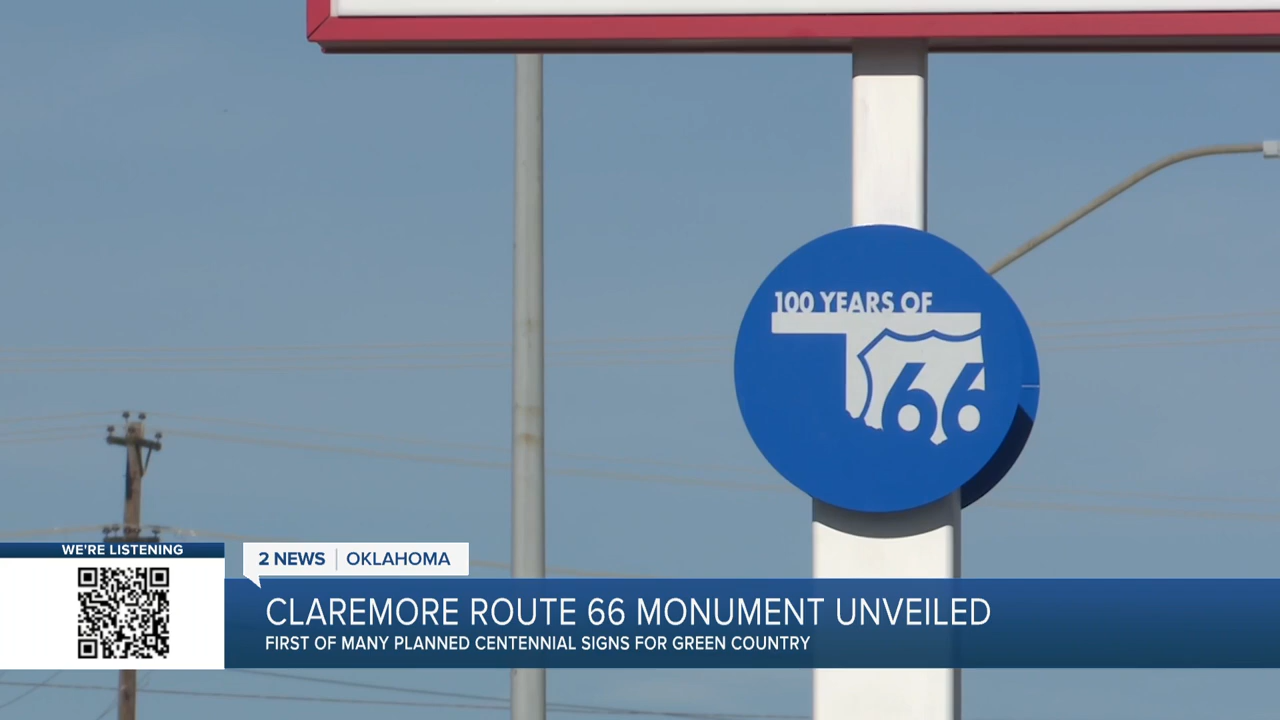 100 YEARS OF
66
WE'RE LISTENING
2 NEWS | OKLAHOMA
CLAREMORE ROUTE 66 MONUMENT UNVEILED
FIRST OF MANY PLANNED CENTENNIAL SIGNS FOR GREEN COUNTRY